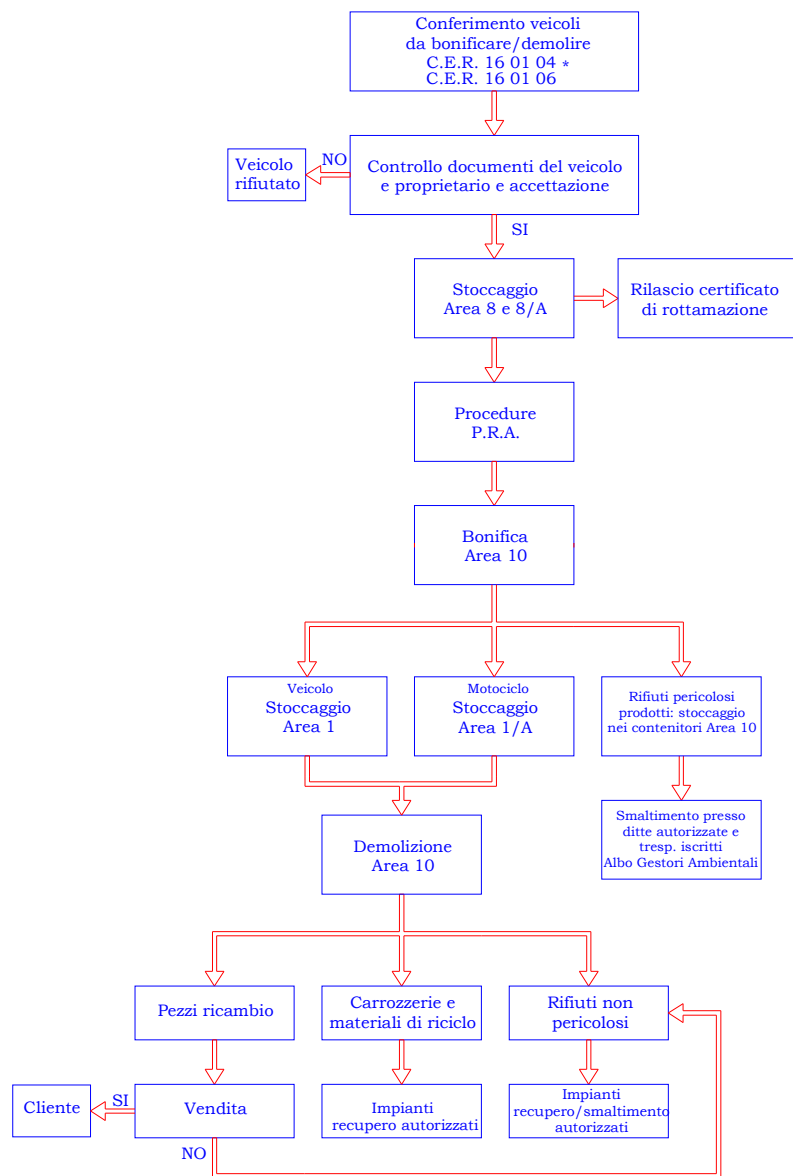 Conferimento veicoli
da bonificare/demolire
C.E.R. 16 01 04 *
C.E.R. 16 01 06
Veicolo
rifiutato
NO
Controllo documenti del veicolo
e proprietario e accettazione
SI
Stoccaggio
Area 8 e 8/A
Rilascio certificato
di rottamazione
Procedure
P.R.A.
Bonifica
Area 10
Veicolo
Stoccaggio
Area 1
Motociclo
Stoccaggio
Area 1/A
Rifiuti pericolosi
prodotti: stoccaggio
nei contenitori Area 10
Smaltimento presso
ditte autorizzate e
tresp. iscritti
Albo Gestori Ambientali
Demolizione
Area 10
Pezzi ricambio
Carrozzerie e
materiali di riciclo
Rifiuti non
pericolosi
Cliente
SI
Vendita
NO
Impianti
recupero autorizzati
Impianti
recupero/smaltimento
autorizzati